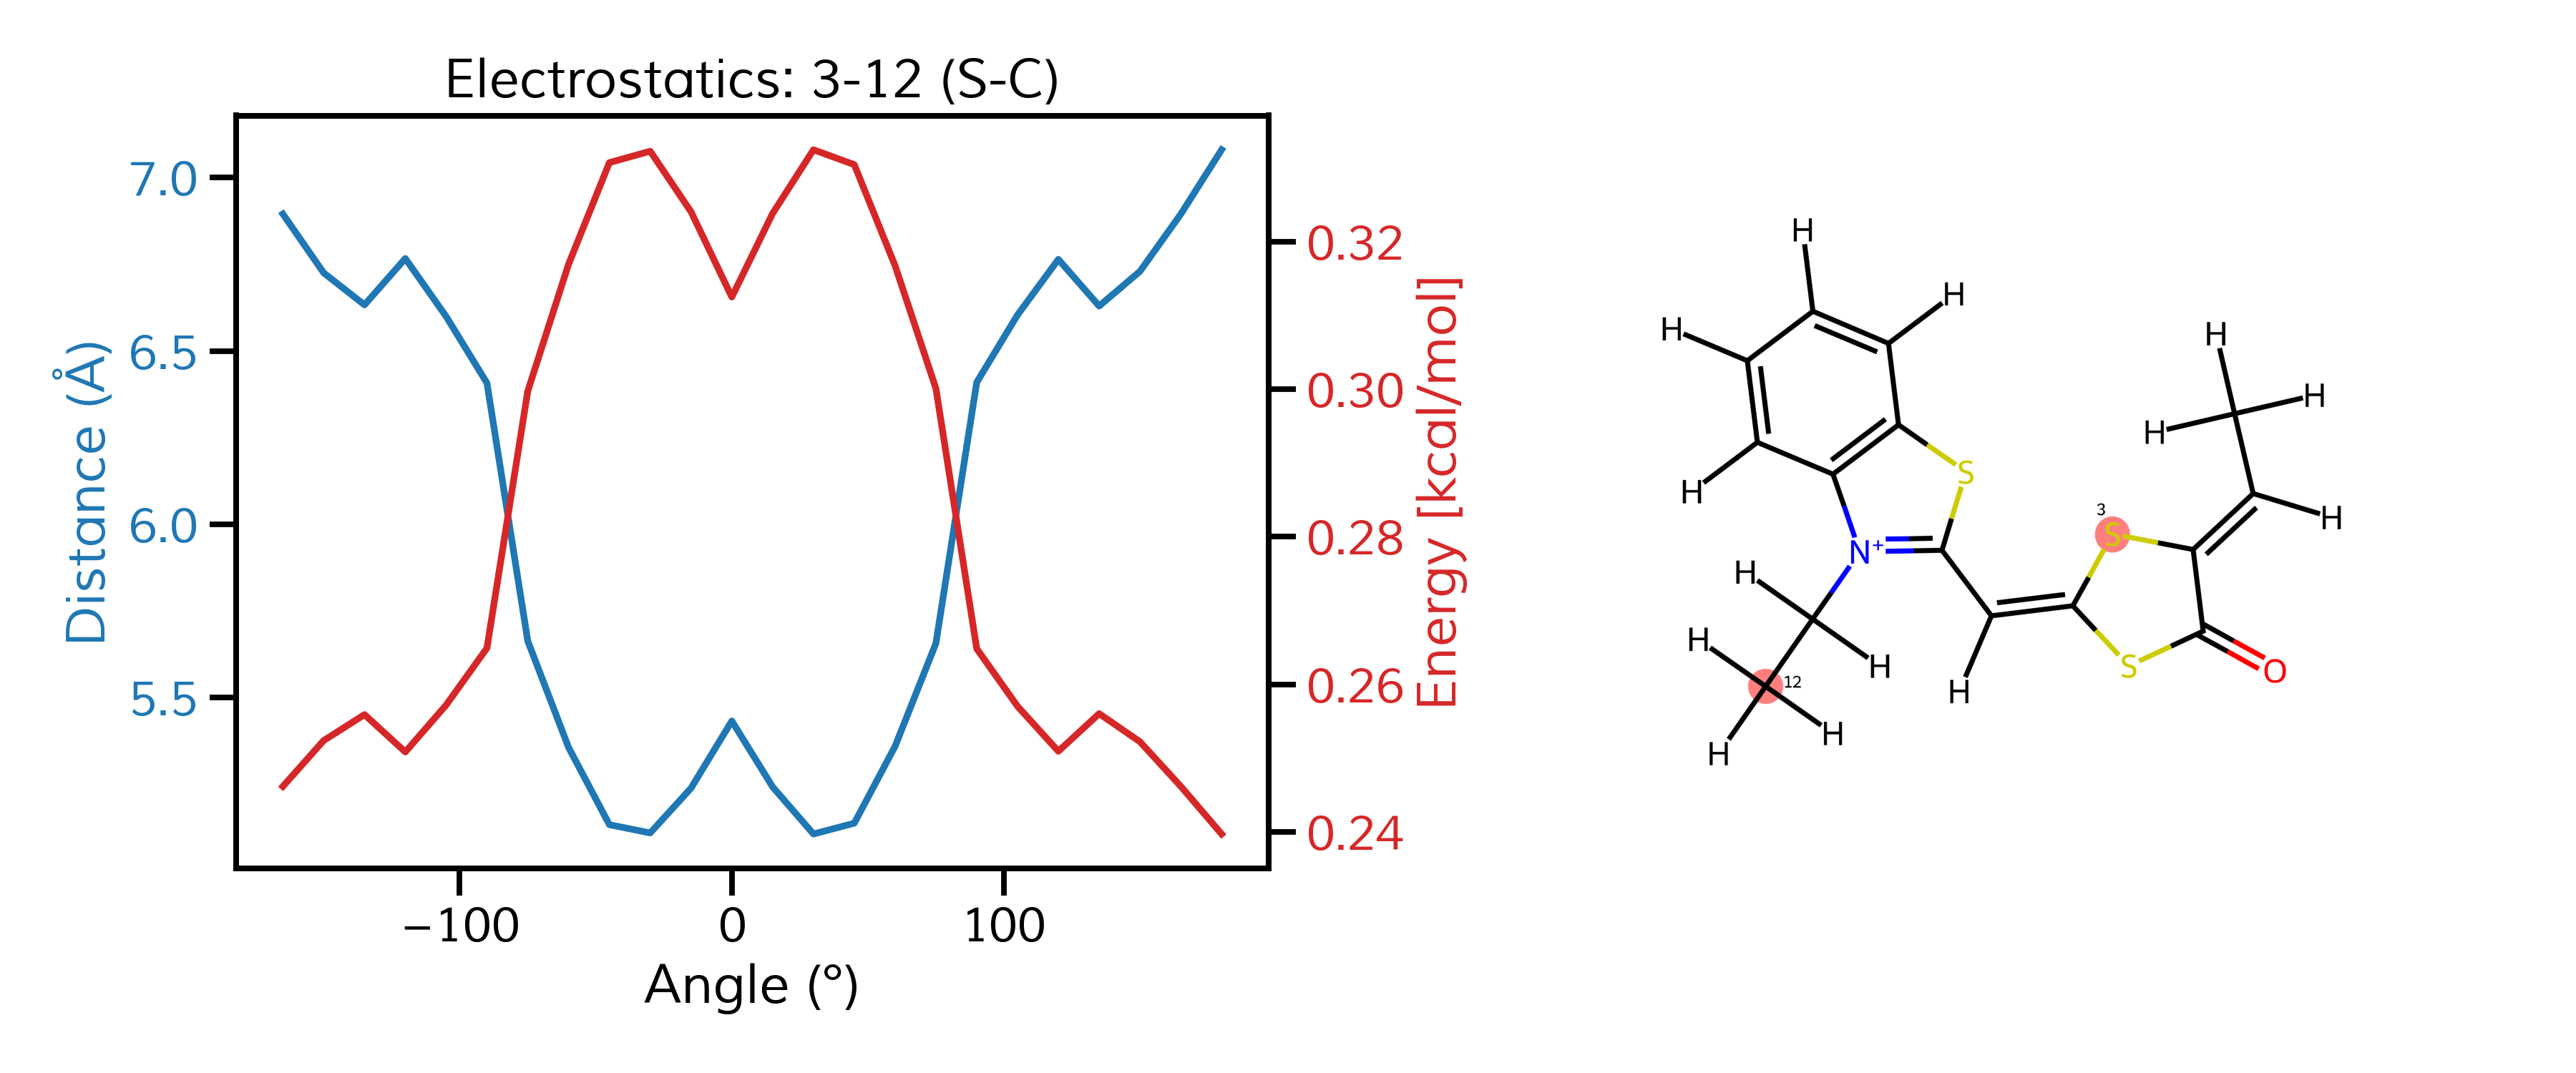 Electrostatics: 3-12 (S-C)
7.0
6.5
6.0
5.5
Distance (Å)
0.32
0.30
0.28
0.26
0.24
Energy [kcal/mol]
−100 0 100
Angle (°)
H
H
H
H
H
H
H
S
H
3
S
H
N+
H
H
S
O
H
12
H
H
H